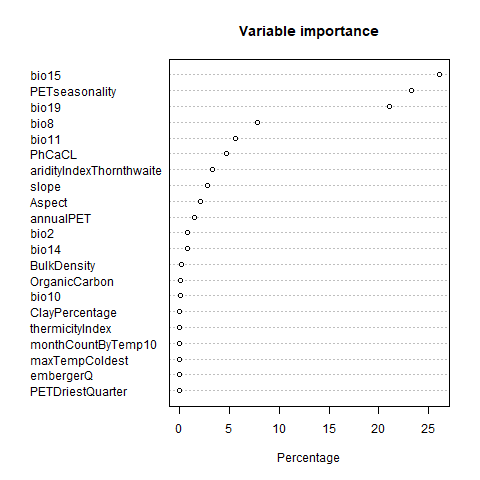 Variable importance
bio15
PETseasonality
bio19
bio8
bio11
PhCaCL
aridityIndexThornthwaite
slope
Aspect
annualPET
bio2
bio14
BulkDensity
OrganicCarbon
bio10
ClayPercentage
thermicityIndex
monthCountByTemp10
maxTempColdest
embergerQ
PETDriestQuarter
0 5 10 15 20 25
Percentage